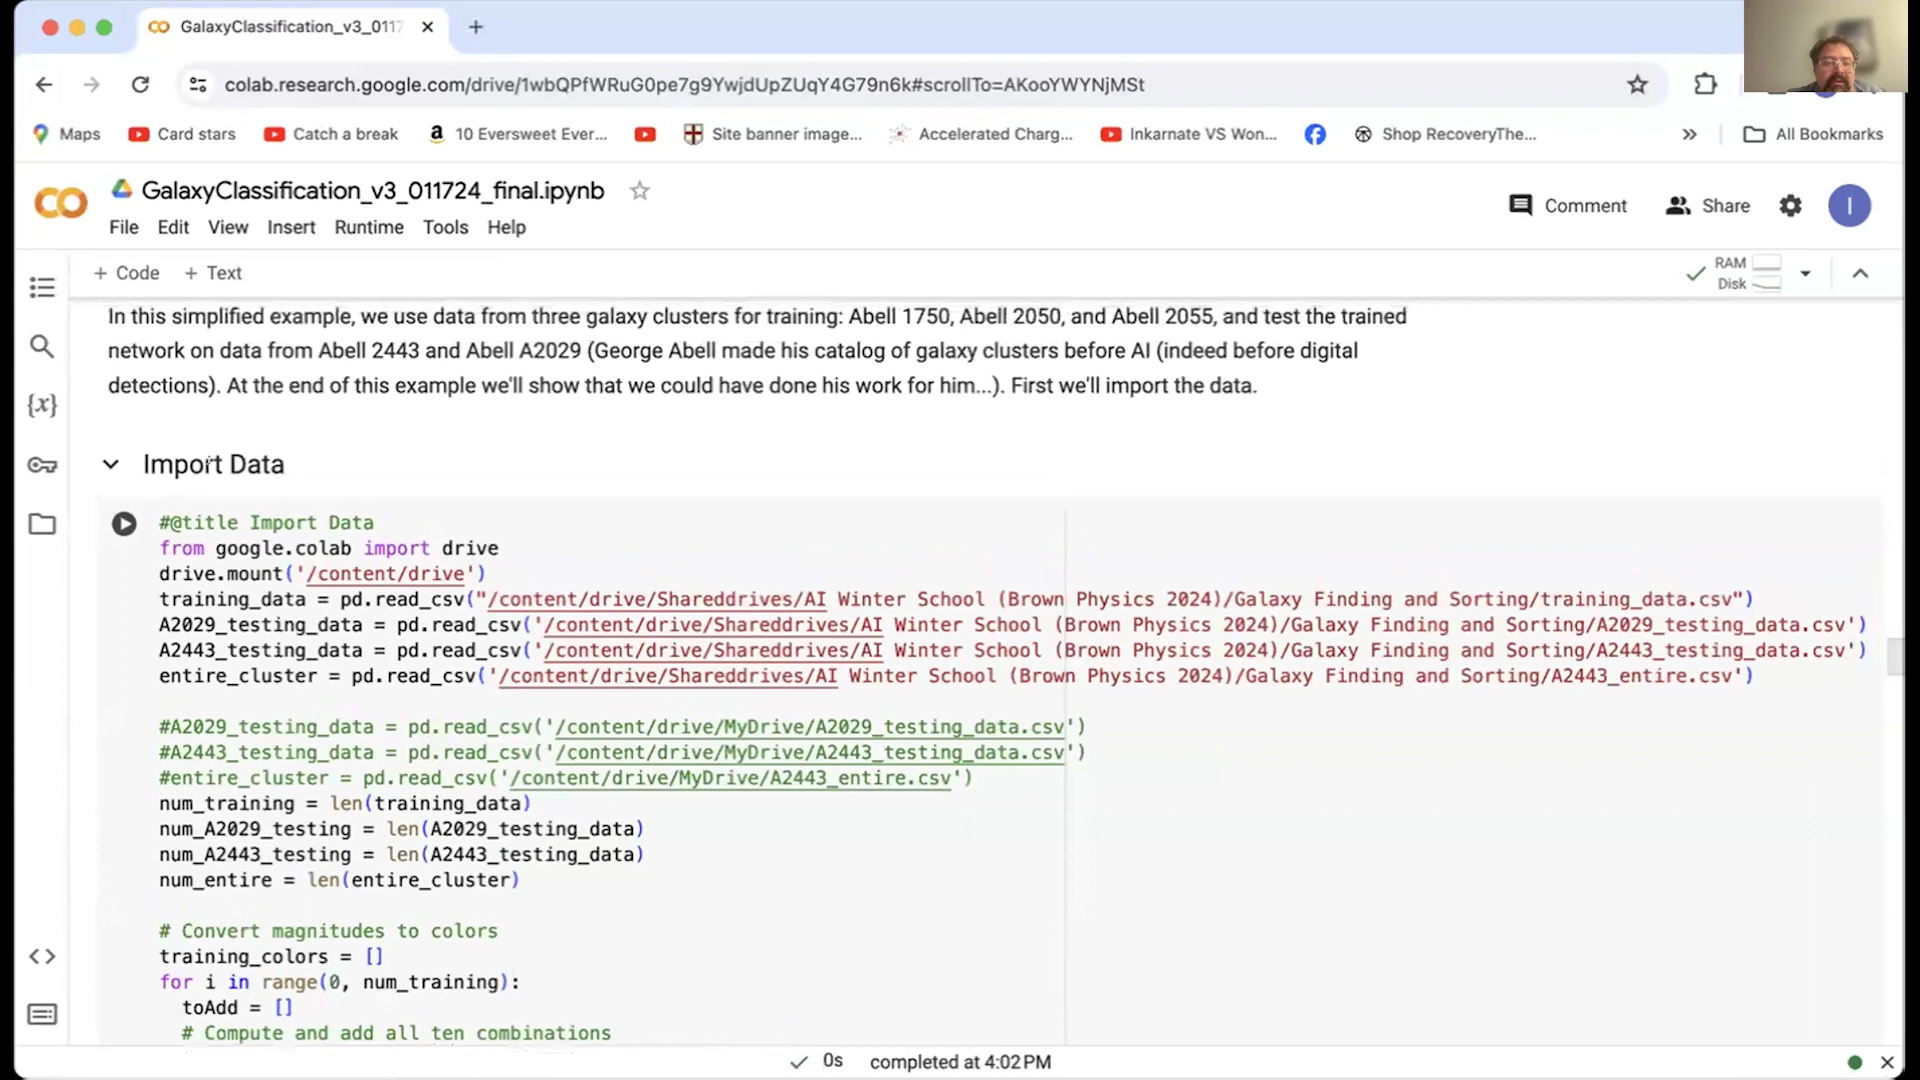 GalaxyClassification_v3_0117
colab.research.google.com/drive/1wbQPfWRuG0pe7g9YwjdUpZUqY4G79n6k#scrollTo=AKooYWYNjMSt
Maps Card stars Catch a break 10 Eversweet Ever... Site banner image... Accelerated Charg... Inkarnate VS Won... Shop RecoveryThe... » All Bookmarks
GalaxyClassification_v3_011724_final.ipynb
Comment Share I
File Edit View Insert Runtime Tools Help
+ Code + Text
RAM
Disk
In this simplified example, we use data from three galaxy clusters for training: Abell 1750, Abell 2050, and Abell 2055, and test the trained
network on data from Abell 2443 and Abell A2029 (George Abell made his catalog of galaxy clusters before AI (indeed before digital
detections). At the end of this example we'll show that we could have done his work for him...). First we'll import the data.
Import Data
#@title Import Data
from google.colab import drive
drive.mount('/content/drive')
training_data = pd.read_csv("/content/drive/Shareddrives/AI Winter School (Brown Physics 2024)/Galaxy Finding and Sorting/training_data.csv")
A2029_testing_data = pd.read_csv('/content/drive/Shareddrives/AI Winter School (Brown Physics 2024)/Galaxy Finding and Sorting/A2029_testing_data.csv')
A2443_testing_data = pd.read_csv('/content/drive/Shareddrives/AI Winter School (Brown Physics 2024)/Galaxy Finding and Sorting/A2443_testing_data.csv')
entire_cluster = pd.read_csv('/content/drive/Shareddrives/AI Winter School (Brown Physics 2024)/Galaxy Finding and Sorting/A2443_entire.csv')
#A2029_testing_data = pd.read_csv('/content/drive/MyDrive/A2029_testing_data.csv')
#A2443_testing_data = pd.read_csv('/content/drive/MyDrive/A2443_testing_data.csv')
#entire_cluster = pd.read_csv('/content/drive/MyDrive/A2443_entire.csv')
num_training = len(training_data)
num_A2029_testing = len(A2029_testing_data)
num_A2443_testing = len(A2443_testing_data)
num_entire = len(entire_cluster)
# Convert magnitudes to colors
training_colors = []
for i in range(0, num_training):
toAdd = []
# Compute and add all ten combinations
0s completed at 4:02 PM